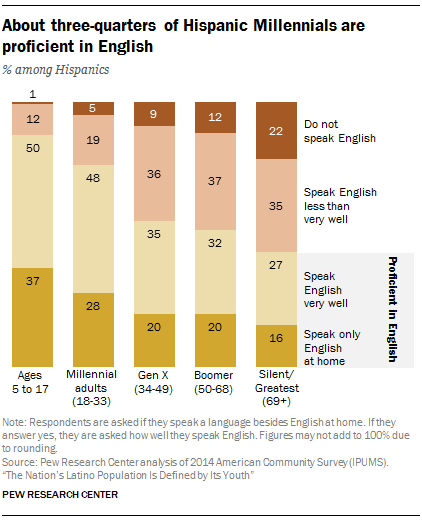 About three-quarters of Hispanic Millennials are
proficient in English
% among Hispanics
1
5
9
12
22
Do not
speak English
12
19
36
37
35
Speak English
less than
very well
50
48
35
32
27
Speak
English
very well
37
28
20
20
16
Speak only
English
at home
Proficient in English
Ages
5 to 17
Millennial
adults
(18-33)
Gen X
(34-49)
Boomer
(50-68)
Silent/
Greatest
(69+)
Note: Respondents are asked if they speak a language besides English at home. If they
answer yes, they are asked how well they speak English. Figures may not add to 100% due
to rounding.
Source: Pew Research Center analysis of 2014 American Community Survey (IPUMS).
“The Nation's Latino Population Is Defined by Its Youth”
PEW RESEARCH CENTER